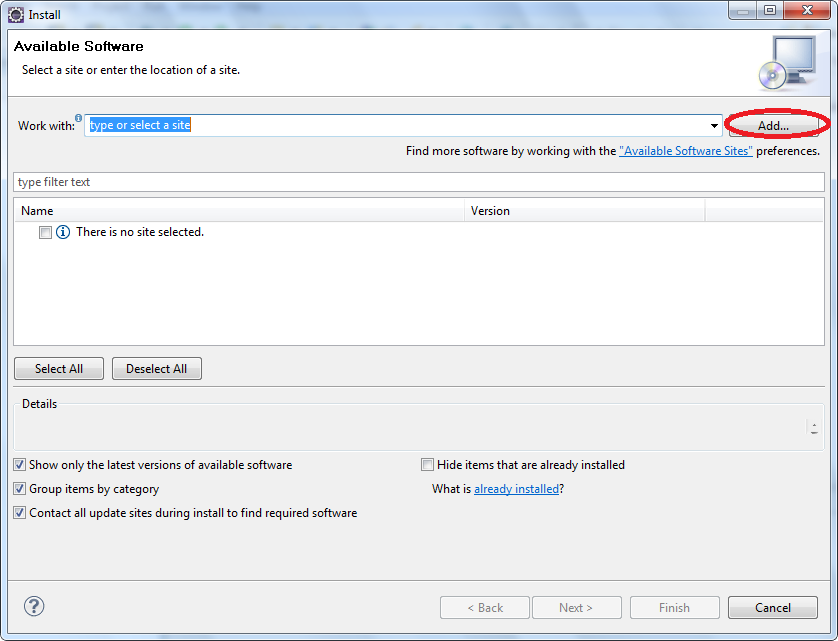 Install
Available Software
Select a site or enter the location of a site.
Work with: type or select a site Add...
Find more software by working with the "Available Software Sites" preferences.
type filter text
Name Version
There is no site selected.
Select All Deselect All
Details
Show only the latest versions of available software Hide items that are already installed
Group items by category What is already installed?
Contact all update sites during install to find required software
< Back Next > Finish Cancel